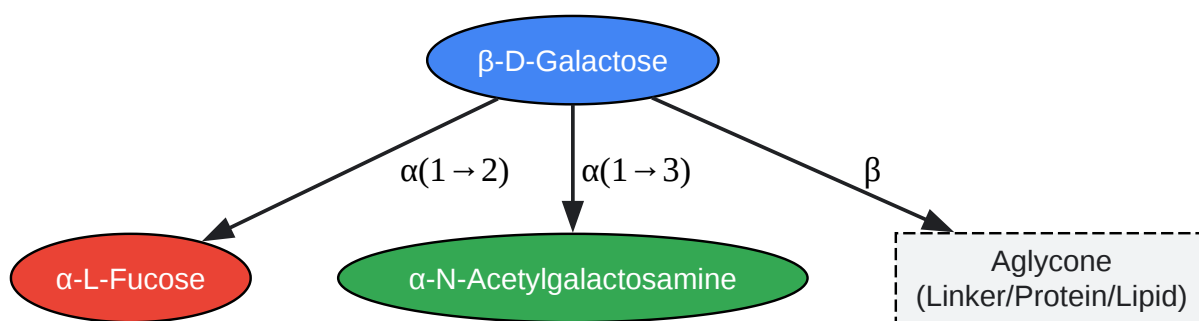 β-D-Galactose
α(1→2)
α(1→3)
β
α-L-Fucose
α-N-Acetylgalactosamine
Aglycone
(Linker/Protein/Lipid)